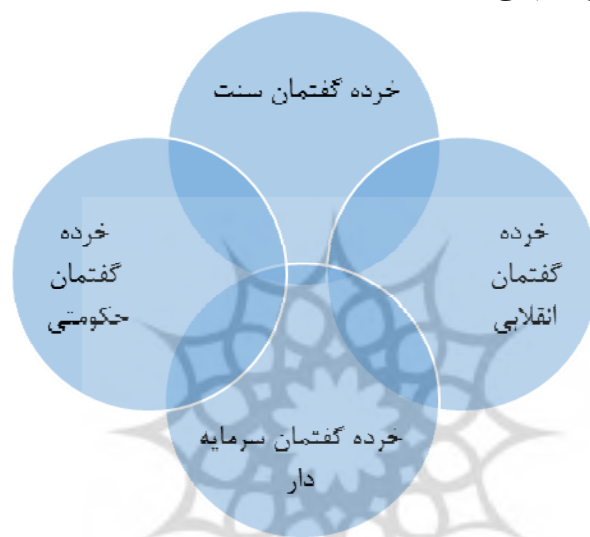 خرده گفتمان سنت
خرده
گفتمان
انقلابی
خرده
گفتمان
حکومتی
خرده گفتمان سرمایه
دار